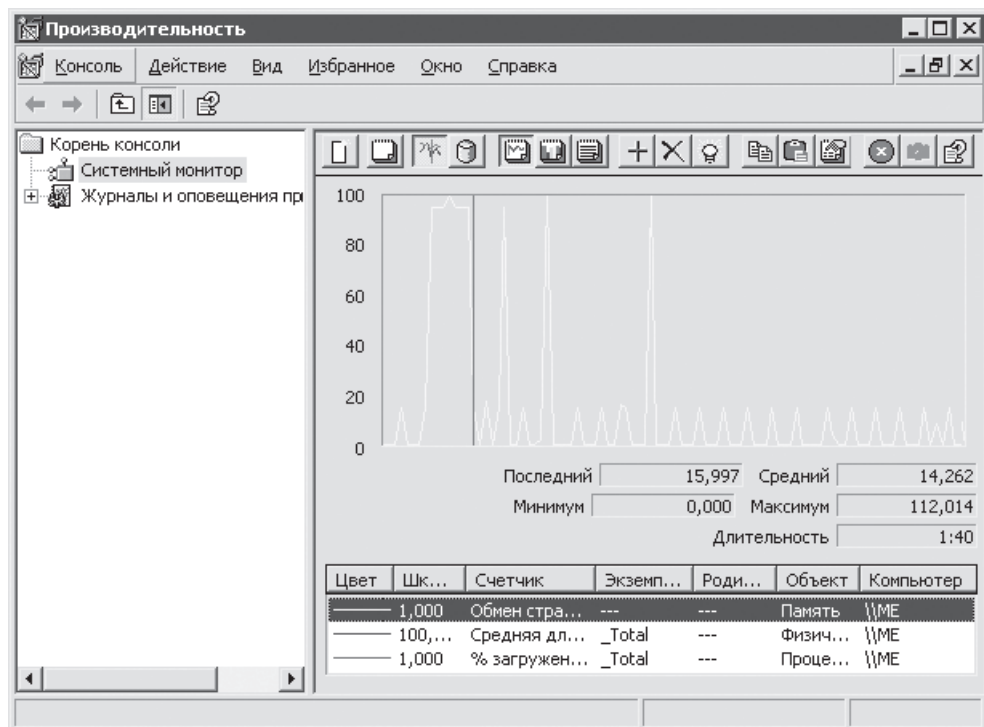 Производительность
Консоль Действие Вид Избранное Окно Справка
Корень консоли
Системный монитор
Журналы и оповещения пр
100
80
60
40
20
0
Последний 15,997 Средний 14,262
Минимум 0,000 Максимум 112,014
Длительность 1:40
Цвет Шк... Счетчик Экземп... Роди... Объект Компьютер
1,000 Обмен стра... --- --- Память \\ME
100,... Средняя дл... _Total --- Физич... \\ME
1,000 % загружен... _Total --- Проце... \\ME